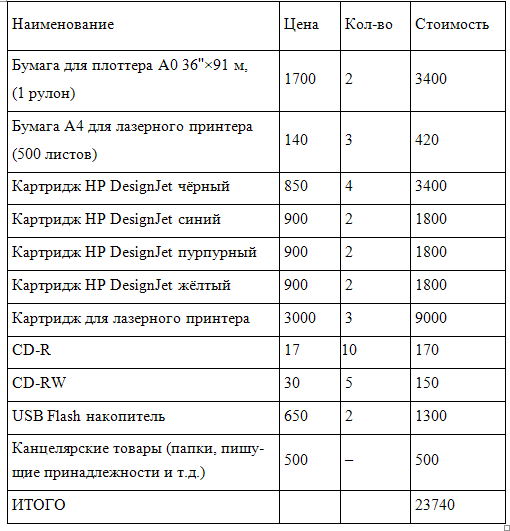 Наименование Цена Кол-во Стоимость
Бумага для плоттера А0 36"×91 м,
(1 рулон) 1700 2 3400
Бумага А4 для лазерного принтера
(500 листов) 140 3 420
Картридж HP DesignJet чёрный 850 4 3400
Картридж HP DesignJet синий 900 2 1800
Картридж HP DesignJet пурпурный 900 2 1800
Картридж HP DesignJet жёлтый 900 2 1800
Картридж для лазерного принтера 3000 3 9000
CD-R 17 10 170
CD-RW 30 5 150
USB Flash накопитель 650 2 1300
Канцелярские товары (папки, пишу-
щие принадлежности и т.д.) 500 – 500
ИТОГО 23740